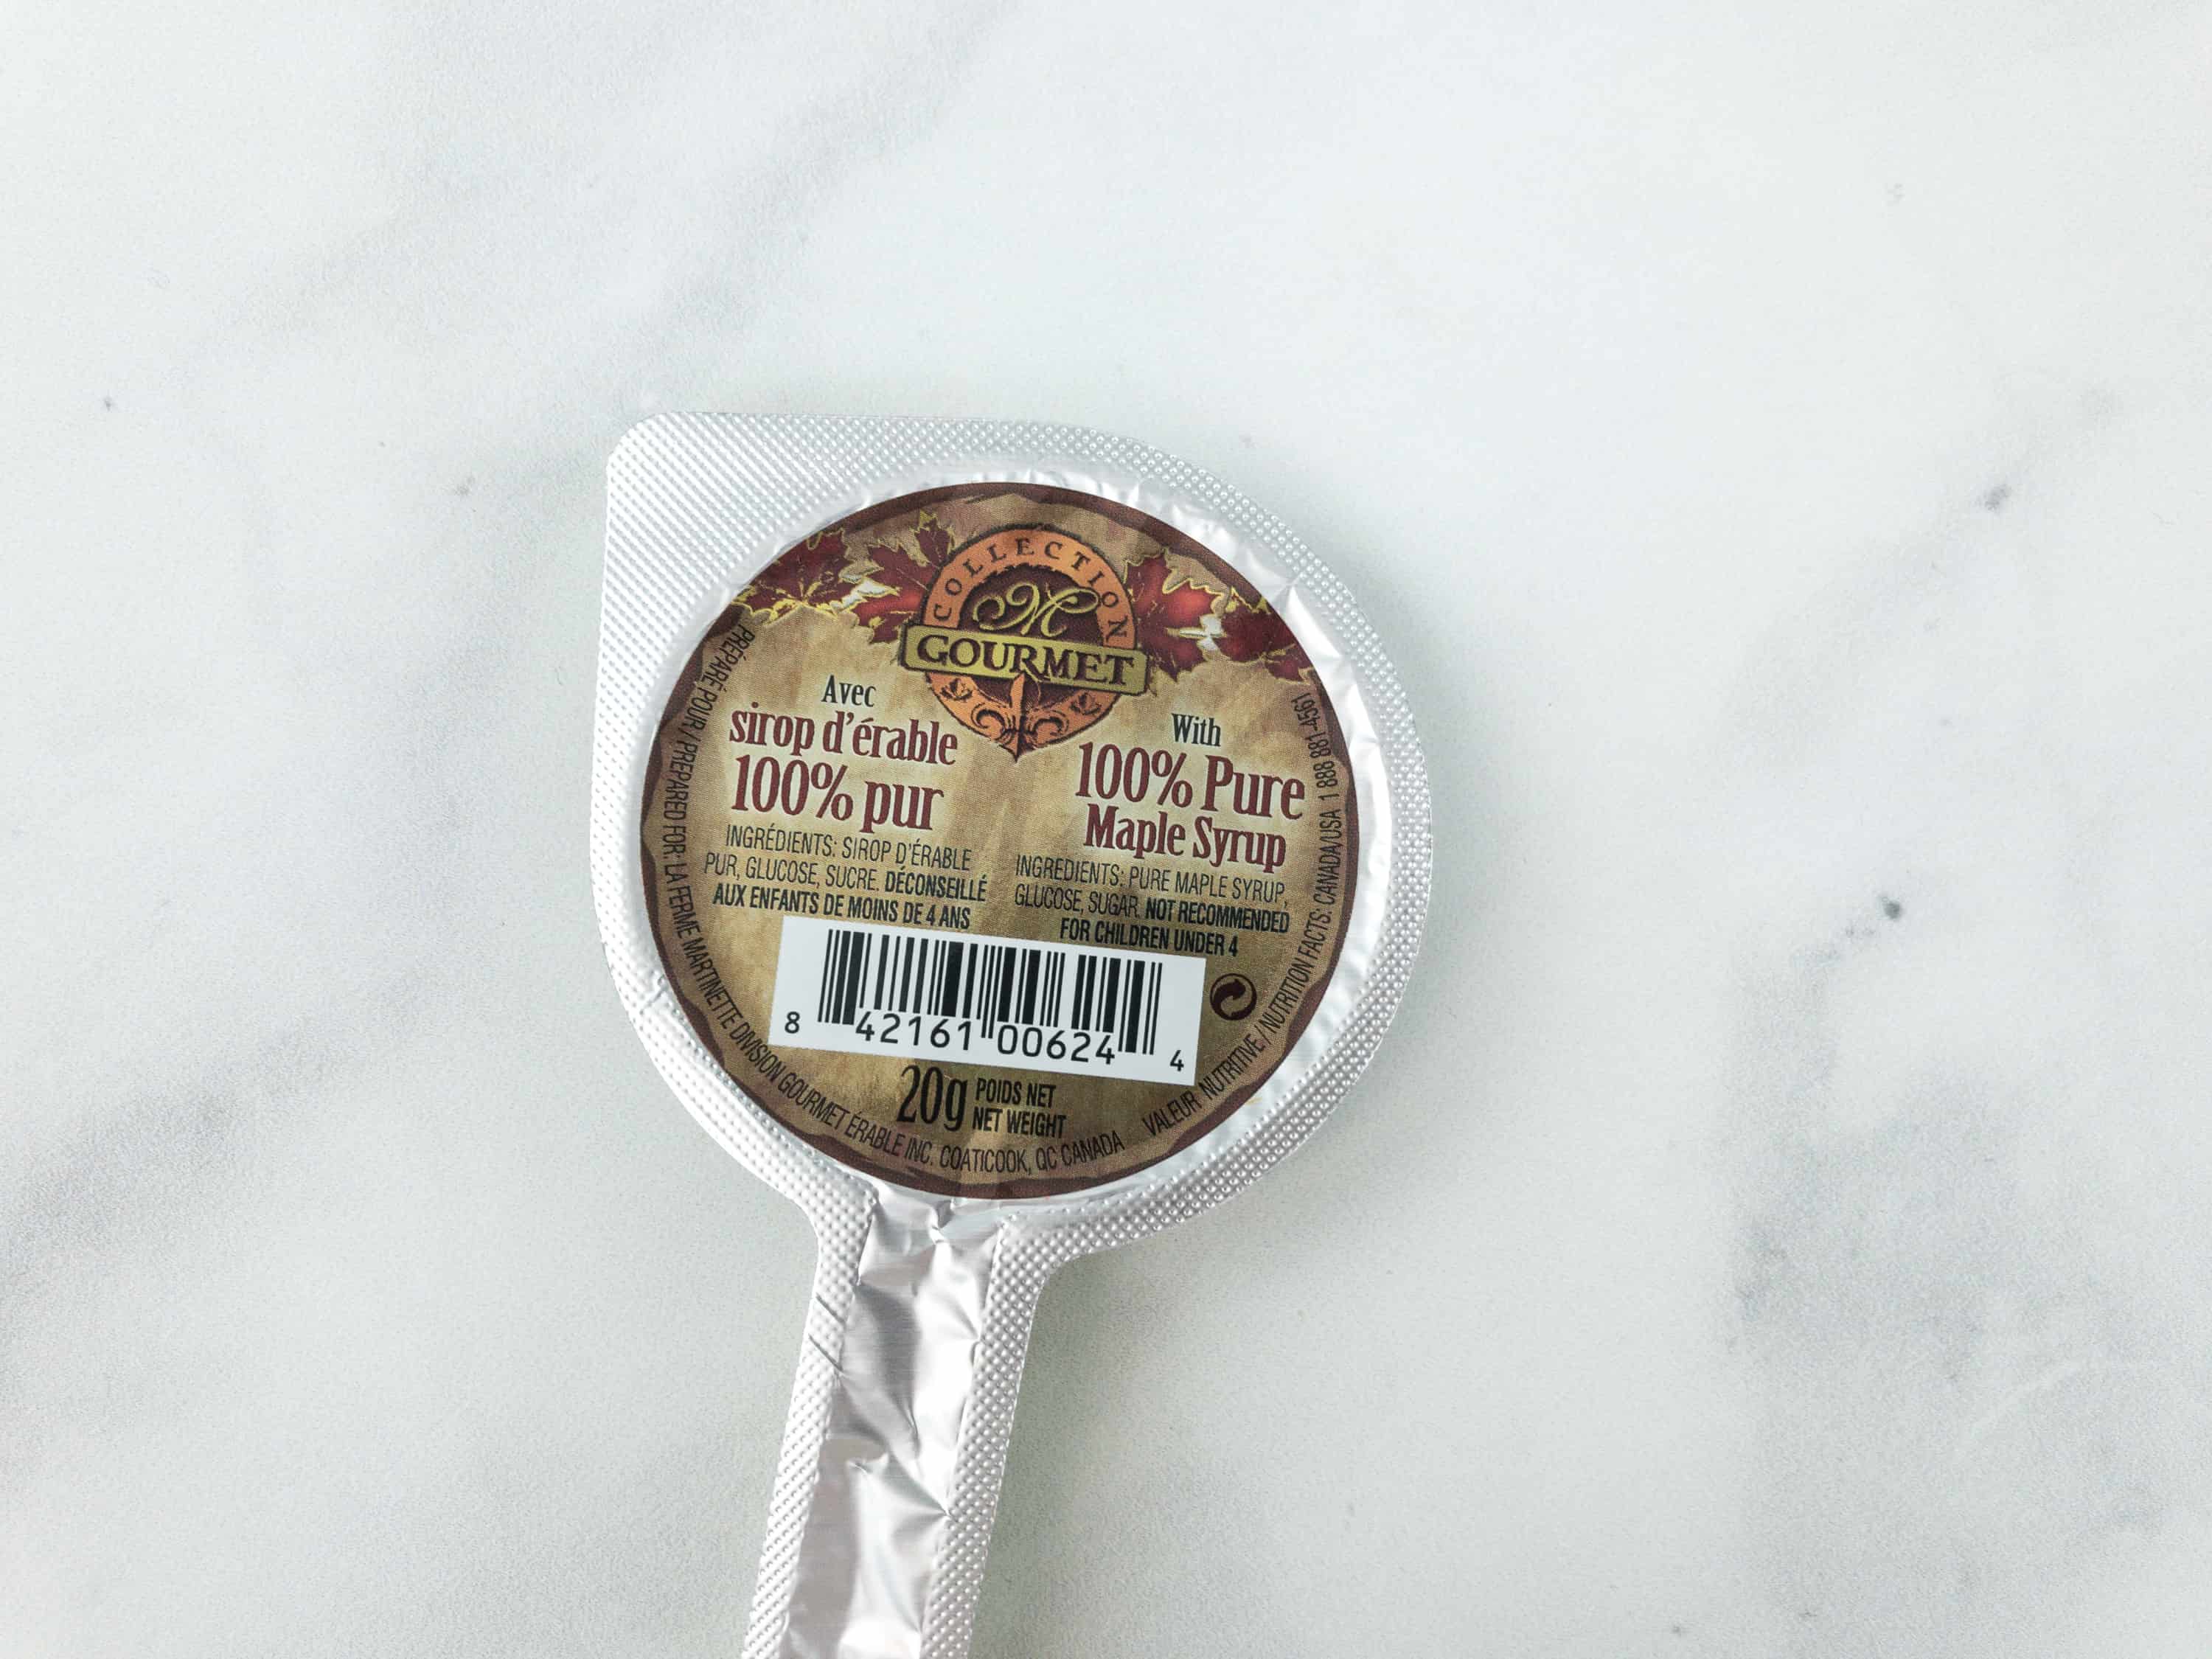 COLLECTION
M
GOURMET
Avec
sirop d'érable
100% pur
INGRÉDIENTS: SIROP D'ÉRABLE
PUR, GLUCOSE, SUCRE. DÉCONSEILLÉ
AUX ENFANTS DE MOINS DE 4 ANS
With
100% Pure
Maple Syrup
INGREDIENTS: PURE MAPLE SYRUP,
GLUCOSE, SUGAR. NOT RECOMMENDED
FOR CHILDREN UNDER 4
8 42161 00624 4
20g POIDS NET
NET WEIGHT
PRÉPARÉ POUR / PREPARED FOR: LA FERME MARTINETTE DIVISION GOURMET ÉRABLE INC. COATICOOK, QC CANADA
VALEUR NUTRITIVE / NUTRITION FACTS: CANADA/USA 1 888 881-4561